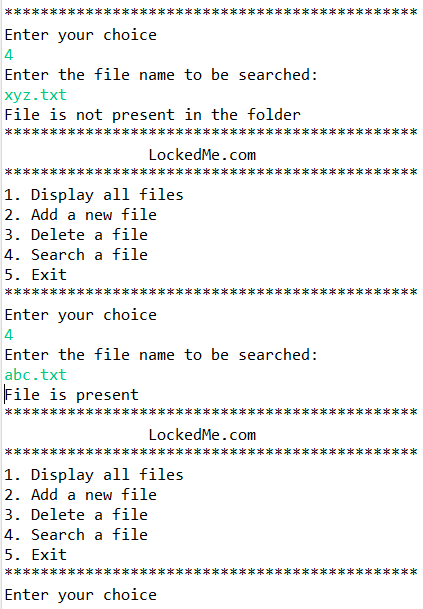 **********************************************
Enter your choice
4
Enter the file name to be searched:
xyz.txt
File is not present in the folder
**********************************************
LockedMe.com
**********************************************
1. Display all files
2. Add a new file
3. Delete a file
4. Search a file
5. Exit
**********************************************
Enter your choice
4
Enter the file name to be searched:
abc.txt
File is present
**********************************************
LockedMe.com
**********************************************
1. Display all files
2. Add a new file
3. Delete a file
4. Search a file
5. Exit
**********************************************
Enter your choice